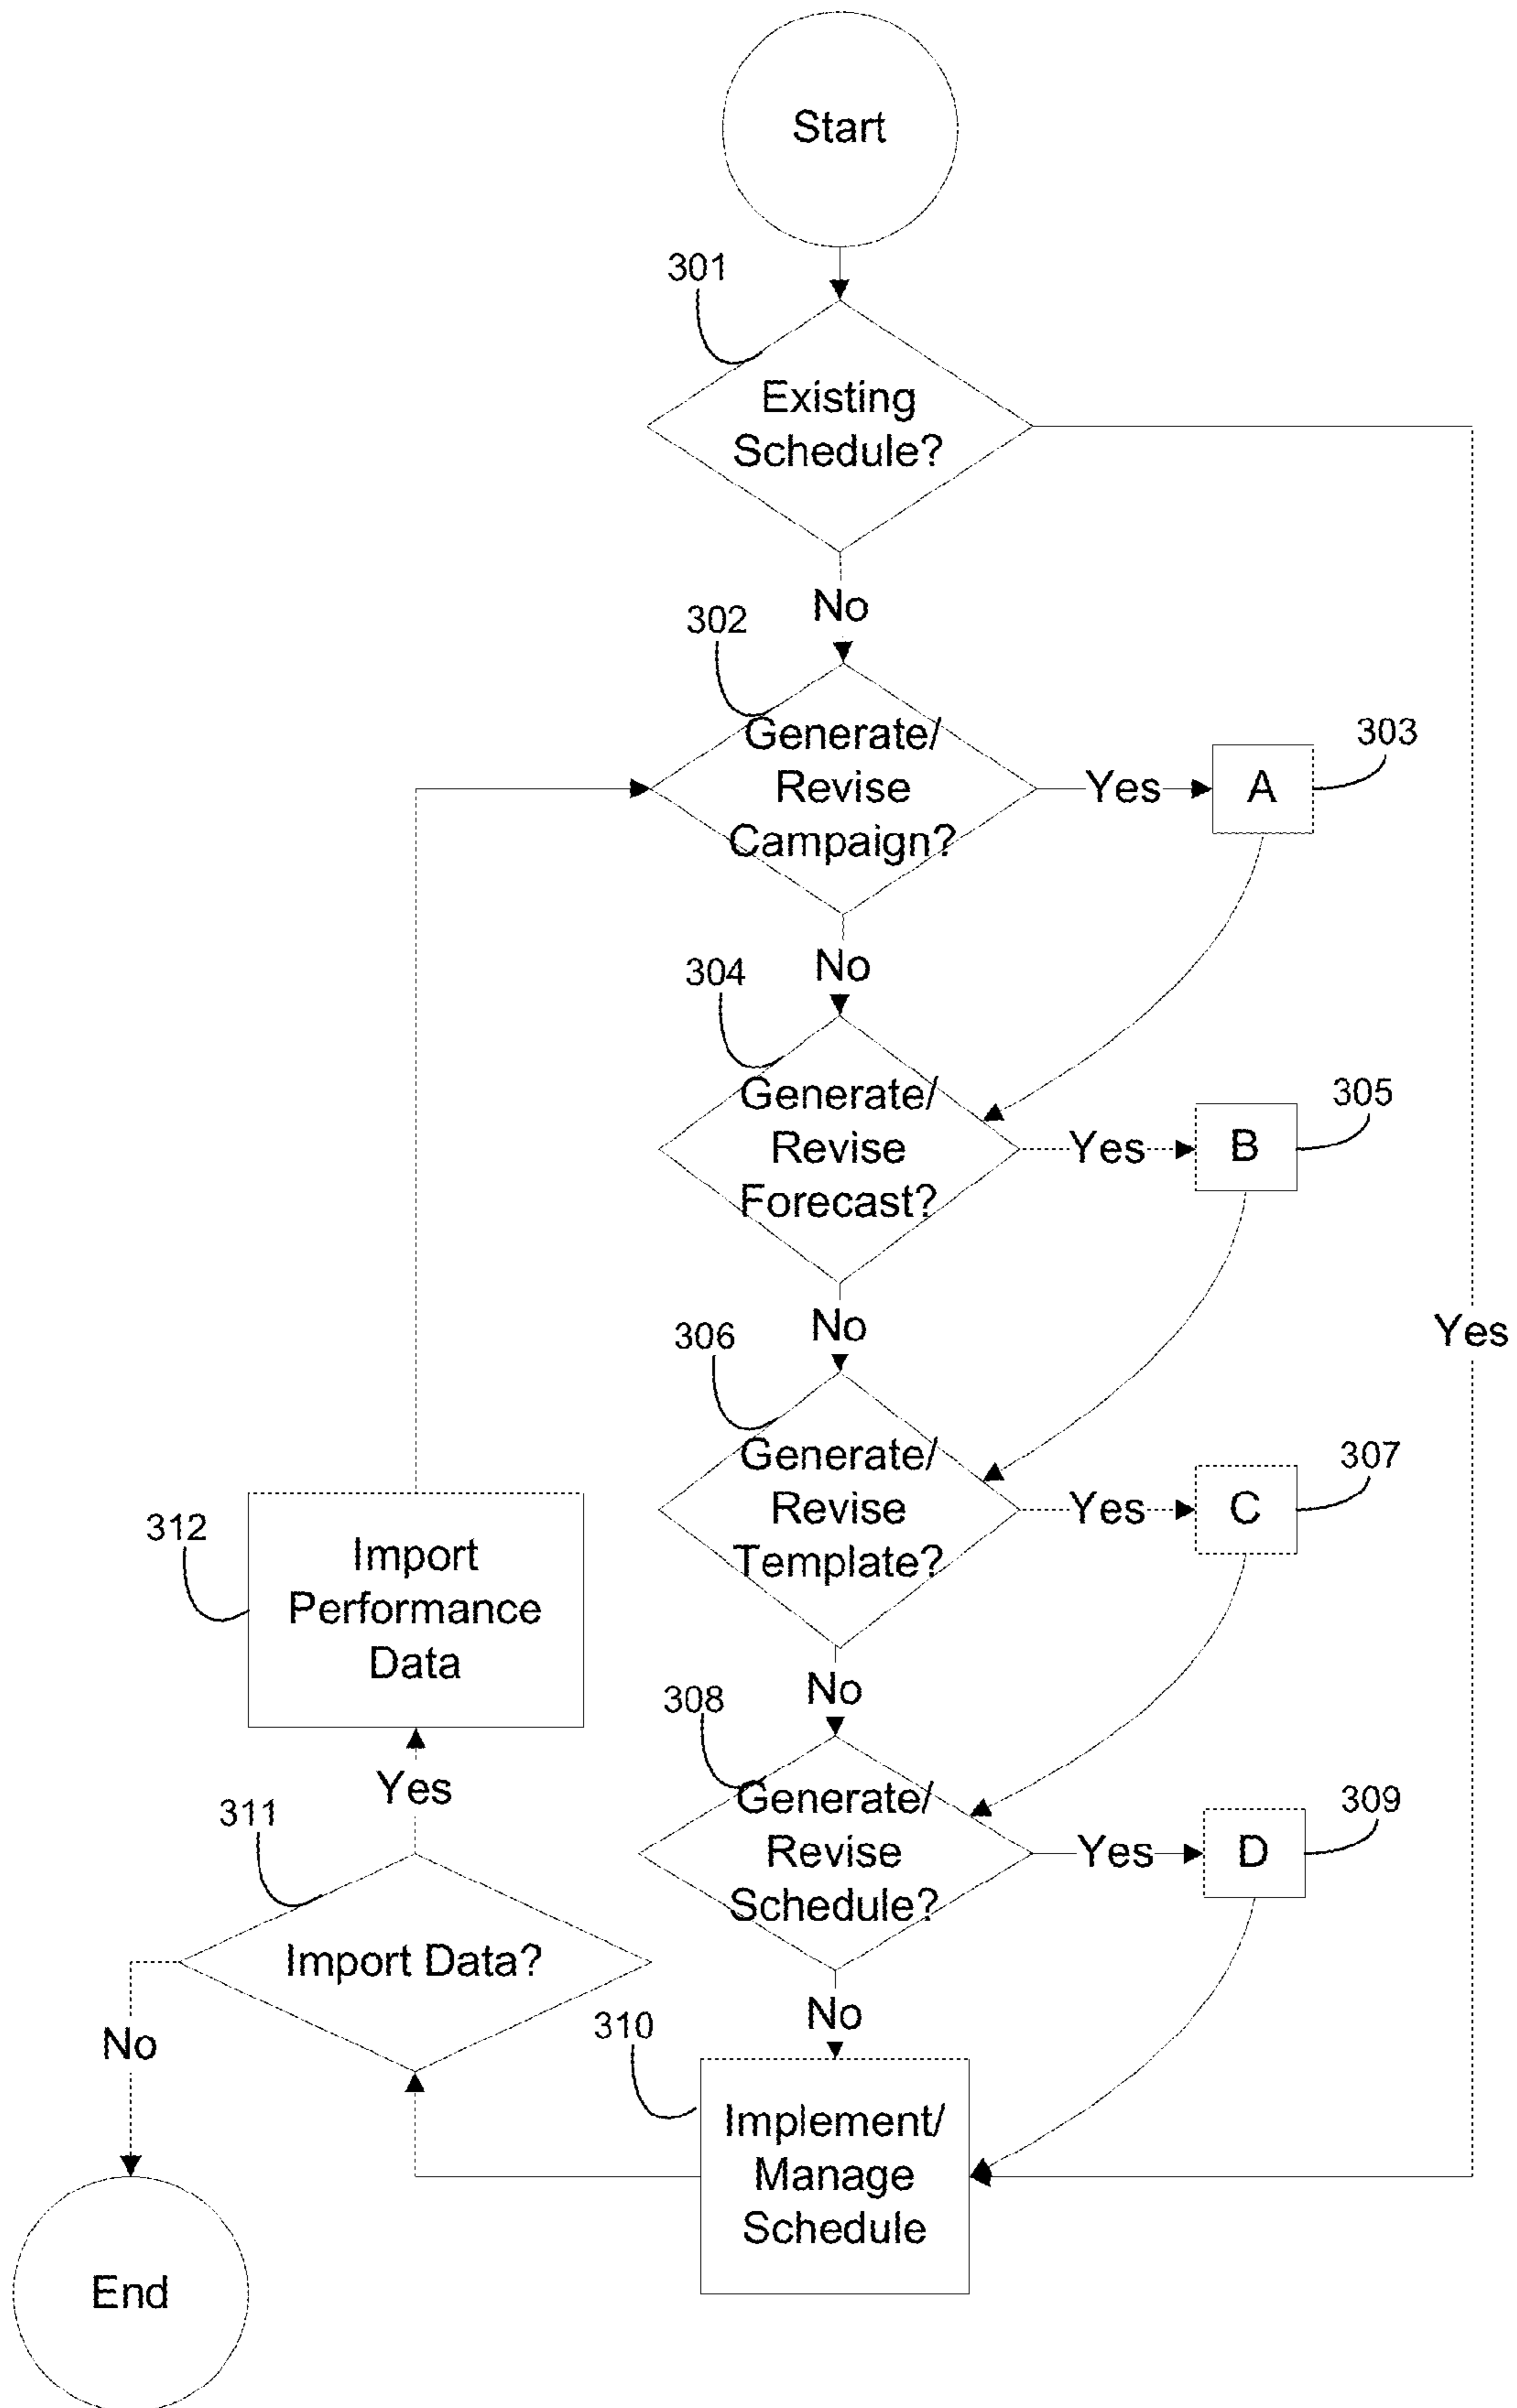 Start
301
Existing
Schedule?
No
302
Generate/
Revise
Campaign?
Yes
A
303
No
304
Generate/
Revise
Forecast?
Yes
B
305
No
306
Generate/
Revise
Template?
Yes
C
307
Yes
312
Import
Performance
Data
No
308
Generate/
Revise
Schedule?
Yes
D
309
Yes
311
Import Data?
No
No
310
Implement/
Manage
Schedule
End